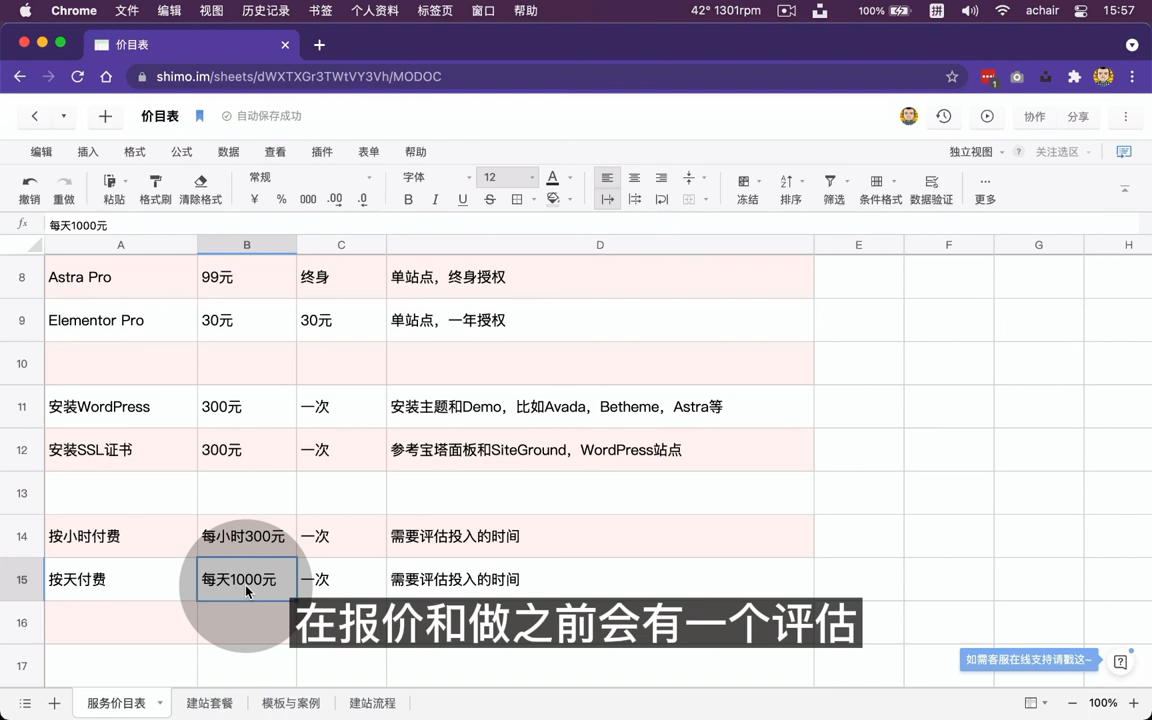 Chrome 文件 编辑 视图 历史记录 书签 个人资料 标签页 窗口 帮助 42° 1301rpm 100% 拼 achair 15:57
价目表
shimo.im/sheets/dWXTXGr3TWtVY3Vh/MODOC
价目表 自动保存成功 协作 分享
编辑 插入 格式 公式 数据 查看 插件 表单 帮助 独立视图 关注选区
常规 字体 12
撤销 重做 粘贴 格式刷 清除格式 冻结 排序 筛选 条件格式 数据验证 更多
¥ % 000 .00 .0 B I U S
fx 每天1000元
A B C D E F G H
8 Astra Pro 99元 终身 单站点，终身授权
9 Elementor Pro 30元 30元 单站点，一年授权
10
11 安装WordPress 300元 一次 安装主题和Demo，比如Avada，Betheme，Astra等
12 安装SSL证书 300元 一次 参考宝塔面板和SiteGround，WordPress站点
13
14 按小时付费 每小时300元 一次 需要评估投入的时间
15 按天付费 每天1000元 一次 需要评估投入的时间
16
在报价和做之前会有一个评估
17
如需客服在线支持请戳这~
服务价目表 建站套餐 模板与案例 建站流程 100%